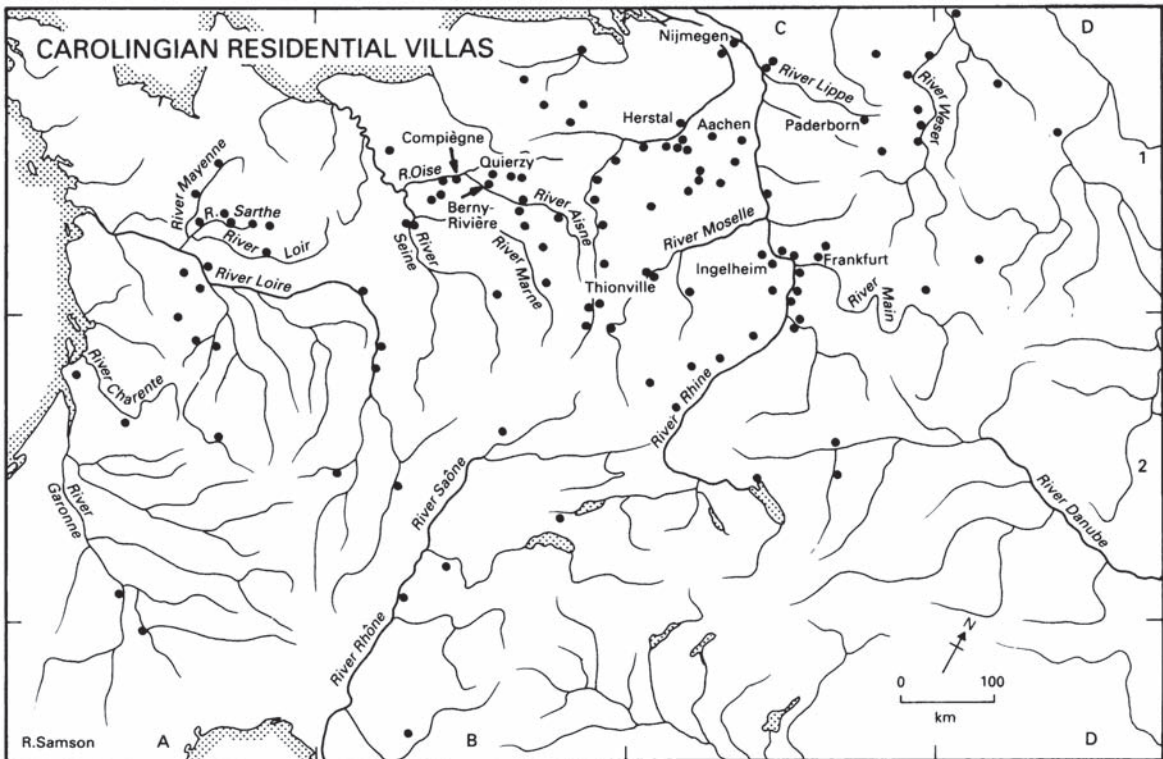 CAROLINGIAN RESIDENTIAL VILLAS
C
D
Nijmegen
River Lippe
River Weser
Herstal
Aachen
Paderborn
Compiègne
Quierzy
1
R. Oise
River Mayenne
Berny-
Rivière
River Aisne
R. Sarthe
River Loir
River Seine
River Marne
River Moselle
Ingelheim
Frankfurt
River Loire
Thionville
River Main
River Charente
River Rhine
2
River Garonne
River Saône
River Danube
River Rhône
N
0 100
km
R.Samson
A
B
D